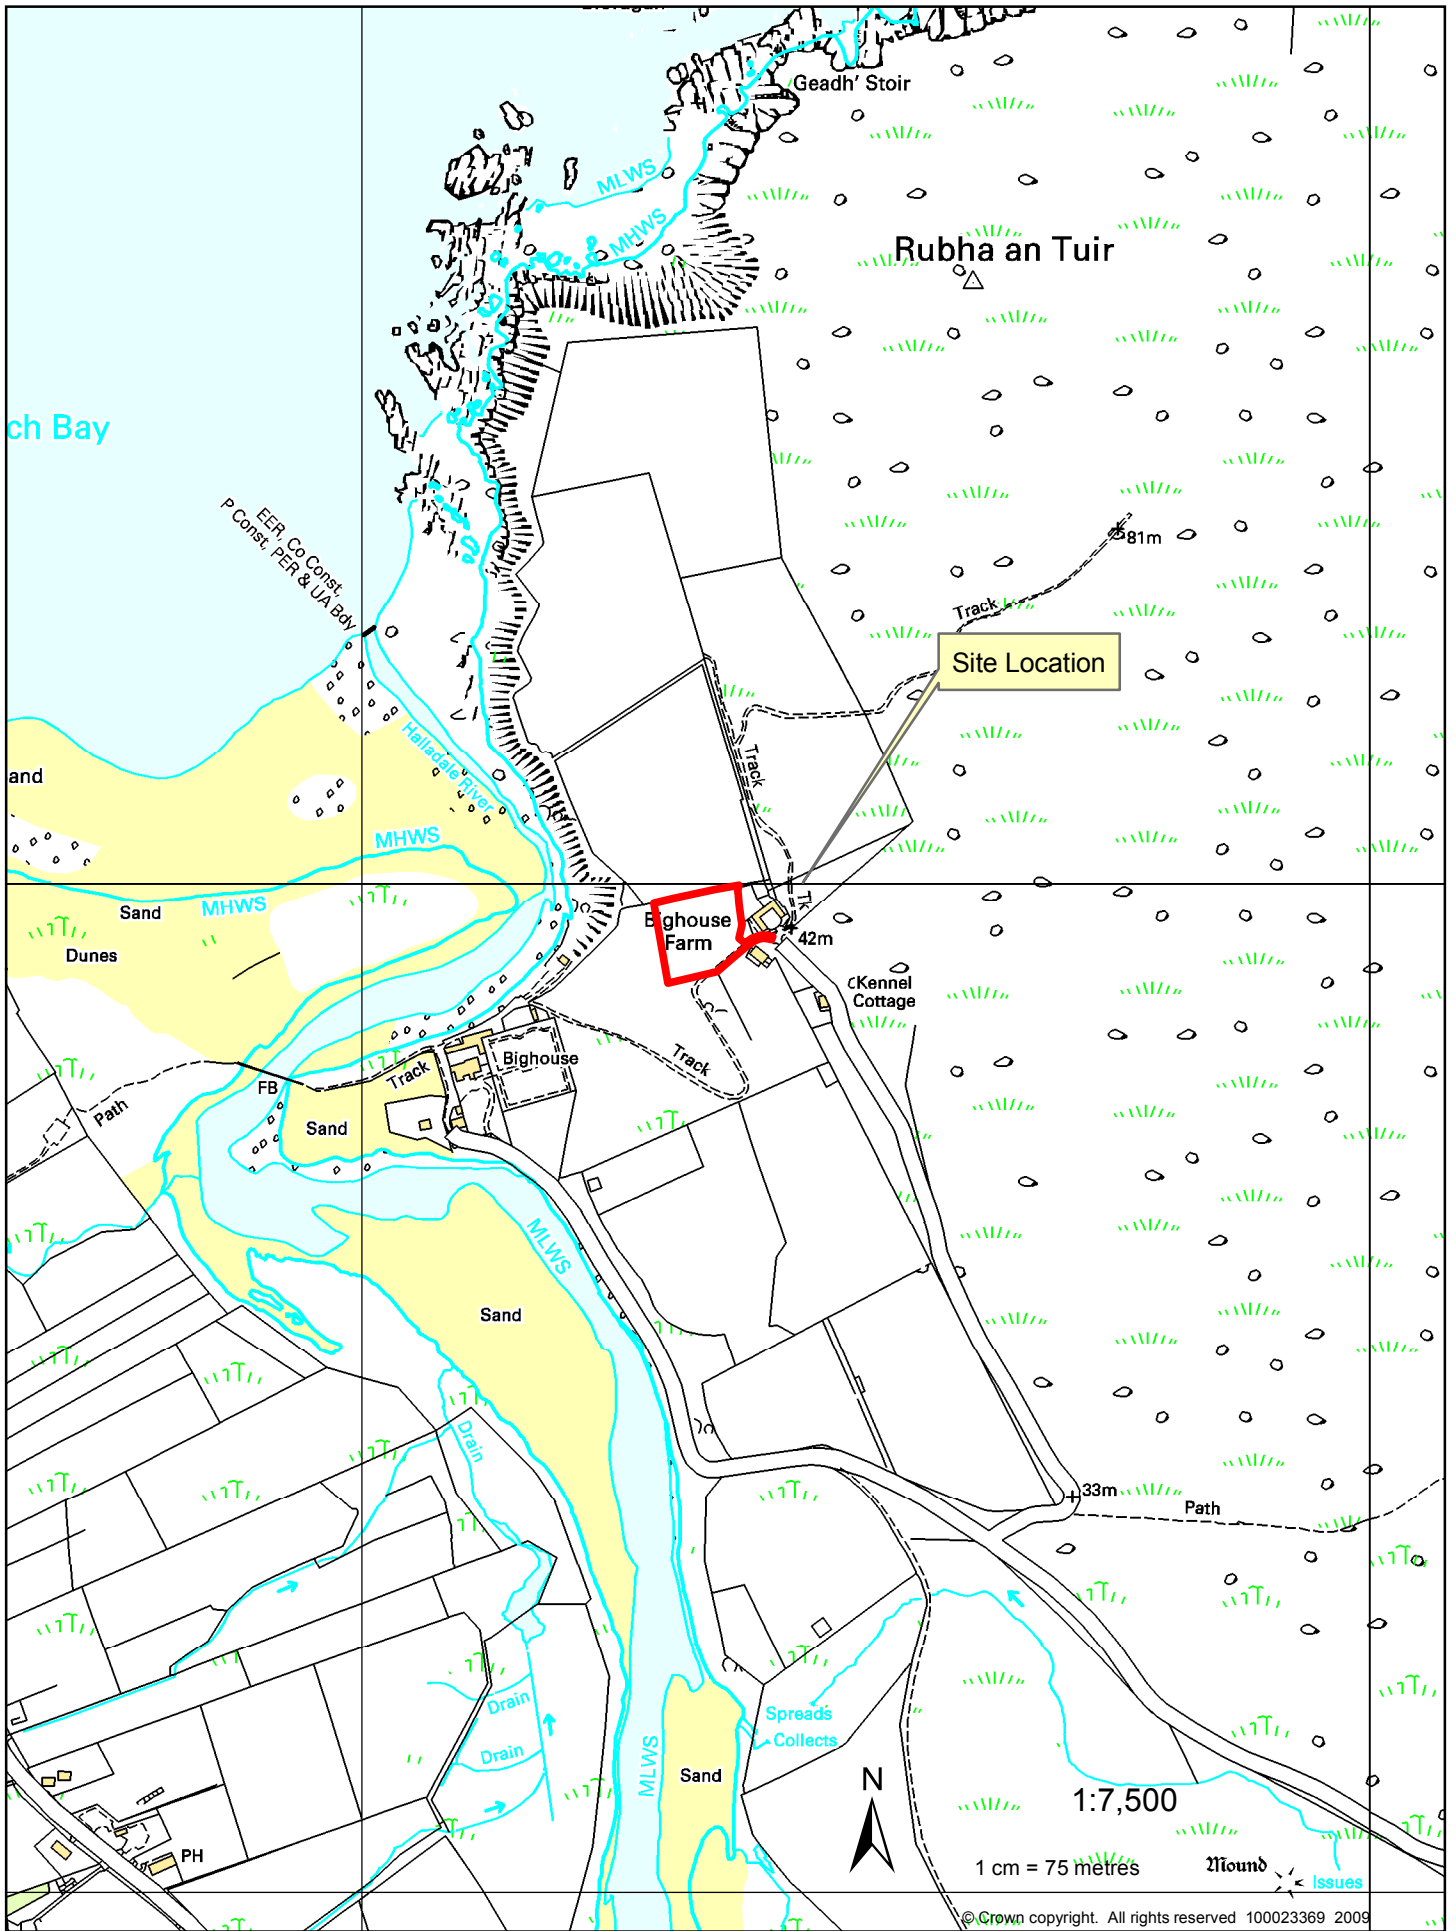 Geadh' Stoir
MLWS
MHWS
Rubha an Tuir
ch Bay
EER, Co Const,
P Const, PER & UA Bdy
81m
Track
Site Location
Halladale River
Track
and
MHWS
Tk
Sand
MHWS
Bighouse
Farm
42m
Dunes
Kennel
Cottage
Bighouse
Track
Track
FB
Path
Sand
MLWS
Sand
Drain
33m
Path
Drain
Spreads
Collects
Drain
MLWS
Sand
N
1:7,500
PH
1 cm = 75 metres
Mound
Issues
© Crown copyright. All rights reserved 100023369 2009